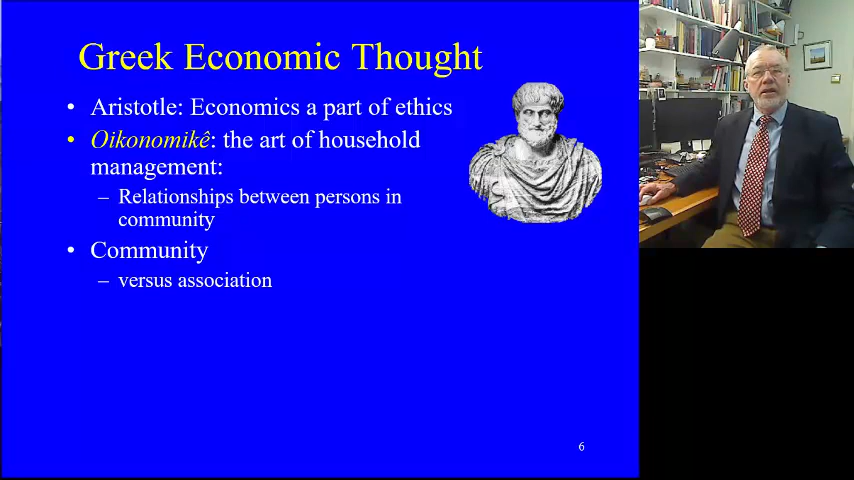 Greek Economic Thought
• Aristotle: Economics a part of ethics
• Oikonomikê: the art of household
management:
– Relationships between persons in
community
• Community
– versus association
6